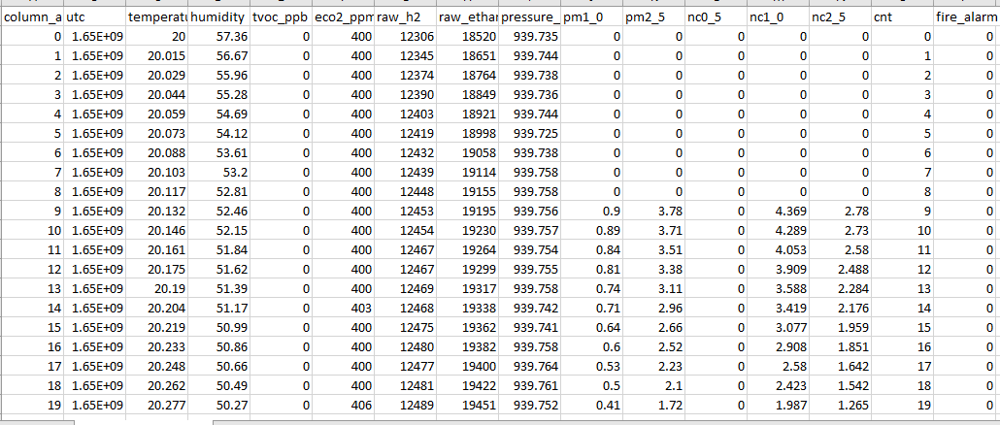 column_a utc temperatu humidity tvoc_ppb eco2_ppm raw_h2 raw_ethar pressure_ pm1_0 pm2_5 nc0_5 nc1_0 nc2_5 cnt fire_alarm
0 1.65E+09 20 57.36 0 400 12306 18520 939.735 0 0 0 0 0 0 0
1 1.65E+09 20.015 56.67 0 400 12345 18651 939.744 0 0 0 0 0 1 0
2 1.65E+09 20.029 55.96 0 400 12374 18764 939.738 0 0 0 0 0 2 0
3 1.65E+09 20.044 55.28 0 400 12390 18849 939.736 0 0 0 0 0 3 0
4 1.65E+09 20.059 54.69 0 400 12403 18921 939.744 0 0 0 0 0 4 0
5 1.65E+09 20.073 54.12 0 400 12419 18998 939.725 0 0 0 0 0 5 0
6 1.65E+09 20.088 53.61 0 400 12432 19058 939.738 0 0 0 0 0 6 0
7 1.65E+09 20.103 53.2 0 400 12439 19114 939.758 0 0 0 0 0 7 0
8 1.65E+09 20.117 52.81 0 400 12448 19155 939.758 0 0 0 0 0 8 0
9 1.65E+09 20.132 52.46 0 400 12453 19195 939.756 0.9 3.78 0 4.369 2.78 9 0
10 1.65E+09 20.146 52.15 0 400 12454 19230 939.757 0.89 3.71 0 4.289 2.73 10 0
11 1.65E+09 20.161 51.84 0 400 12467 19264 939.754 0.84 3.51 0 4.053 2.58 11 0
12 1.65E+09 20.175 51.62 0 400 12467 19299 939.755 0.81 3.38 0 3.909 2.488 12 0
13 1.65E+09 20.19 51.39 0 400 12469 19317 939.758 0.74 3.11 0 3.588 2.284 13 0
14 1.65E+09 20.204 51.17 0 403 12468 19338 939.742 0.71 2.96 0 3.419 2.176 14 0
15 1.65E+09 20.219 50.99 0 400 12475 19362 939.741 0.64 2.66 0 3.077 1.959 15 0
16 1.65E+09 20.233 50.86 0 400 12480 19382 939.758 0.6 2.52 0 2.908 1.851 16 0
17 1.65E+09 20.248 50.66 0 400 12477 19400 939.764 0.53 2.23 0 2.58 1.642 17 0
18 1.65E+09 20.262 50.49 0 400 12481 19422 939.761 0.5 2.1 0 2.423 1.542 18 0
19 1.65E+09 20.277 50.27 0 406 12489 19451 939.752 0.41 1.72 0 1.987 1.265 19 0